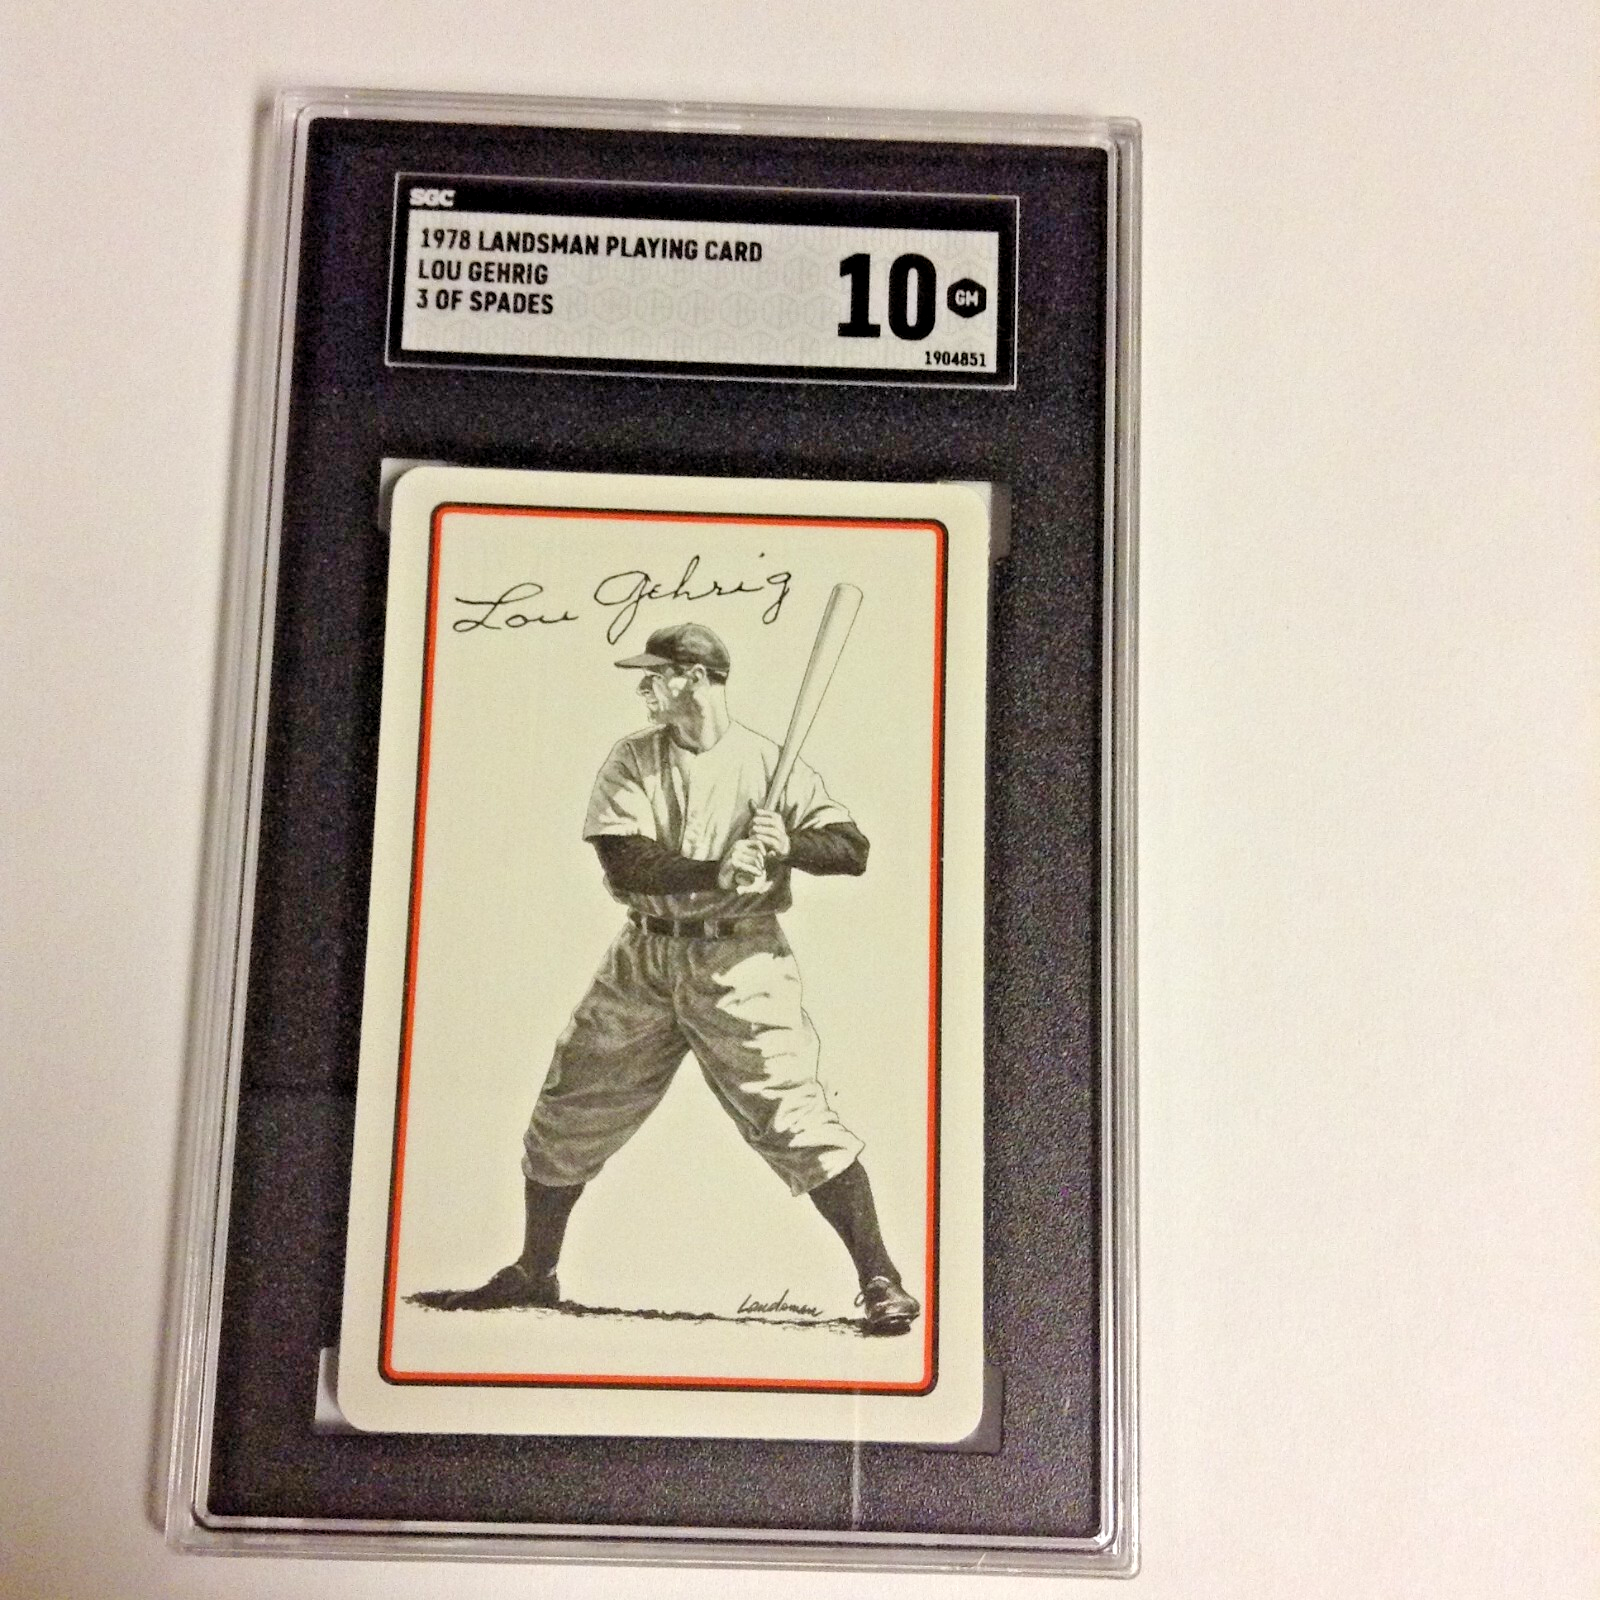 SGC
1978 LANDSMAN PLAYING CARD
LOU GEHRIG
3 OF SPADES
10 GM
1904851
Lou Gehrig
Landsman